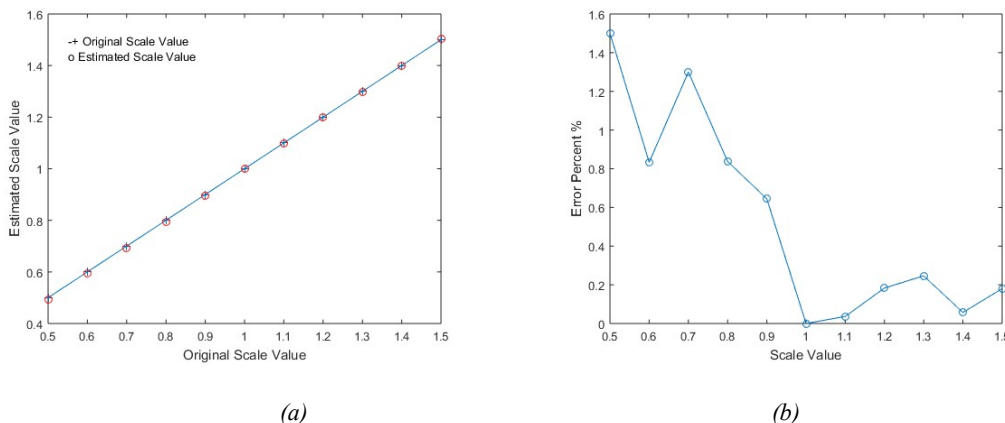 1.6
1.4
1.2
1
0.8
0.6
0.4
Estimated Scale Value
-+ Original Scale Value
o Estimated Scale Value
0.5 0.6 0.7 0.8 0.9 1 1.1 1.2 1.3 1.4 1.5
Original Scale Value
(a)
1.6
1.4
1.2
1
0.8
0.6
0.4
0.2
0
Error Percent %
0.5 0.6 0.7 0.8 0.9 1 1.1 1.2 1.3 1.4 1.5
Scale Value
(b)